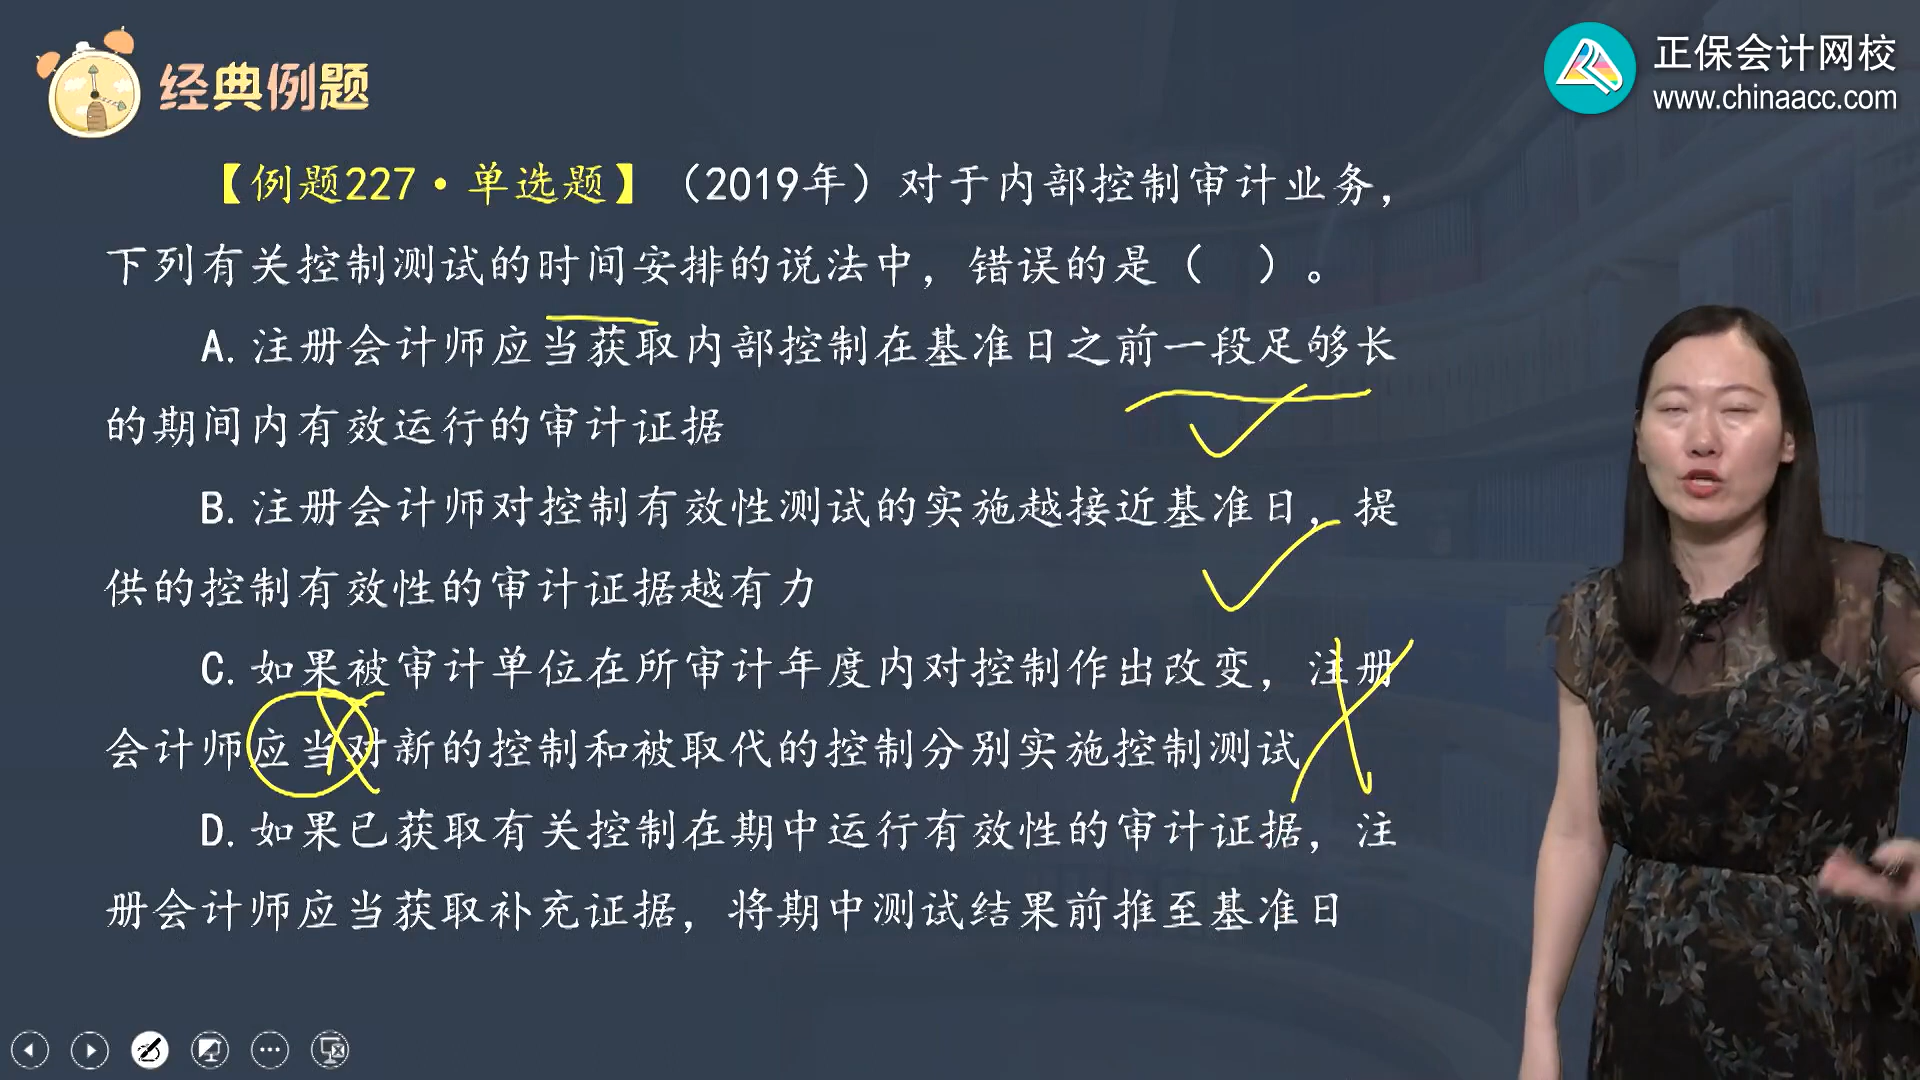 经典例题
正保会计网校
www.chinaacc.com
【例题227·单选题】（2019年）对于内部控制审计业务，
下列有关控制测试的时间安排的说法中，错误的是（ ）。
A. 注册会计师应当获取内部控制在基准日之前一段足够长
的期间内有效运行的审计证据
B. 注册会计师对控制有效性测试的实施越接近基准日，提
供的控制有效性的审计证据越有力
C. 如果被审计单位在所审计年度内对控制作出改变，注册
会计师应当对新的控制和被取代的控制分别实施控制测试
D. 如果已获取有关控制在期中运行有效性的审计证据，注
册会计师应当获取补充证据，将期中测试结果前推至基准日